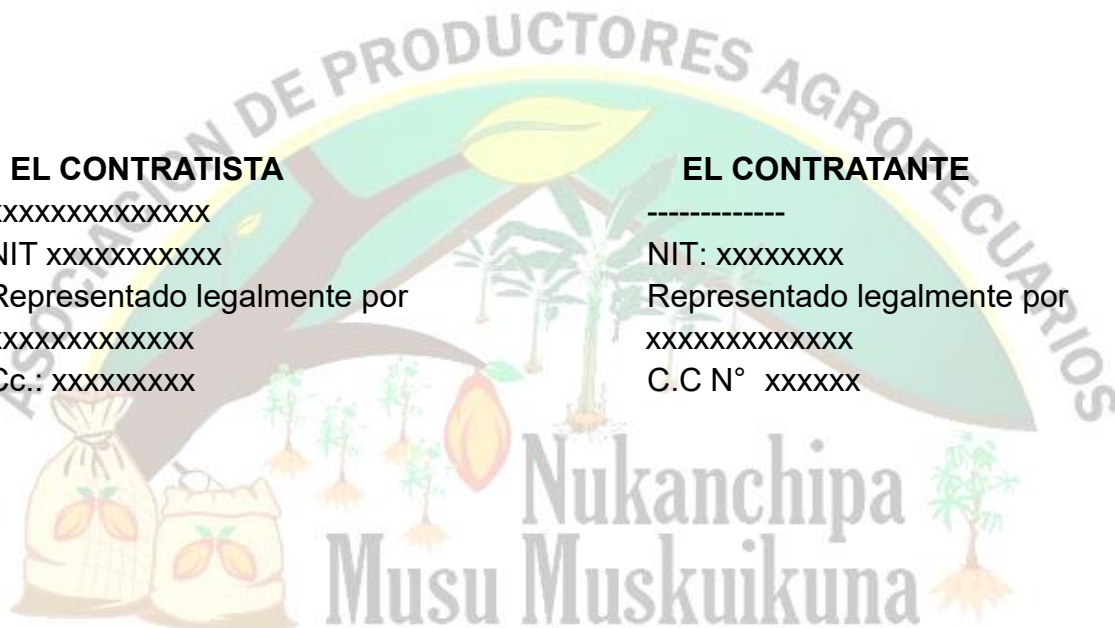 ASOCIACION DE PRODUCTORES AGROPECUARIOS
EL CONTRATISTA
xxxxxxxxxxxxxx
NIT xxxxxxxxxxx
Representado legalmente por
xxxxxxxxxxxxx
Cc.: xxxxxxxxx
EL CONTRATANTE
-------------
NIT: xxxxxxxx
Representado legalmente por
xxxxxxxxxxxxx
C.C N° xxxxxx
Nukanchipa
Musu Muskuikuna